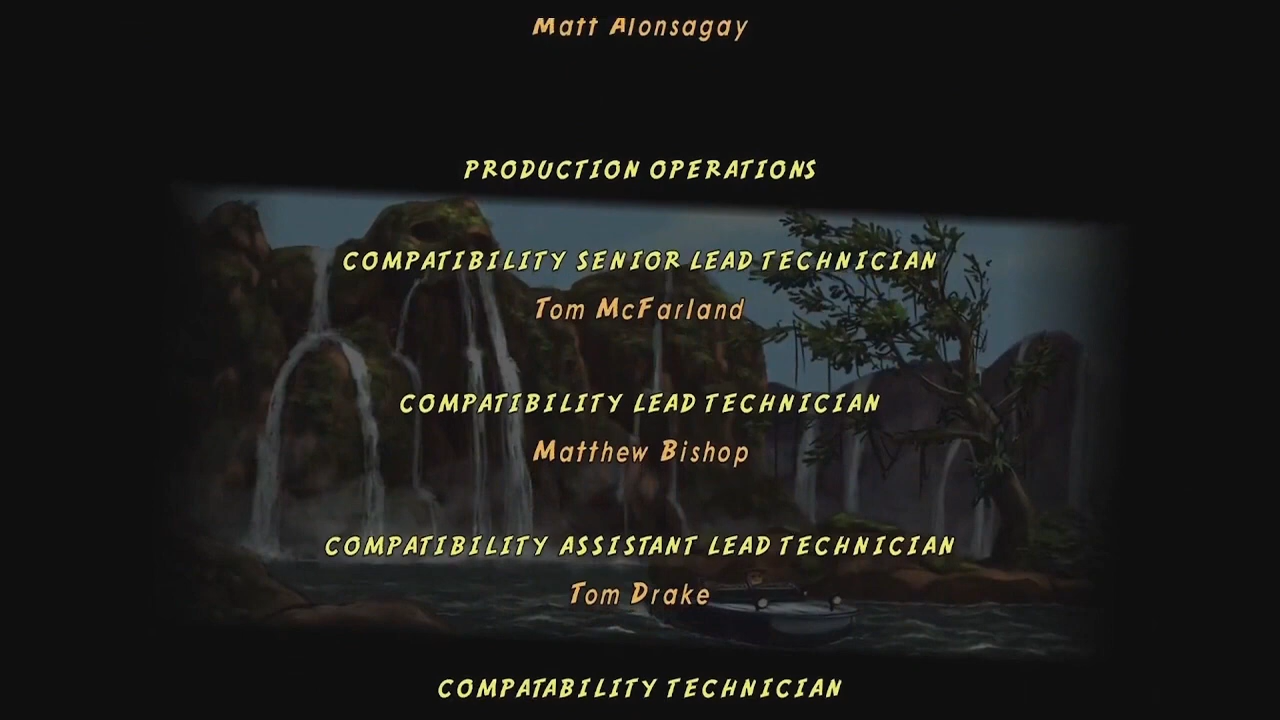 Matt Alonsagay
PRODUCTION OPERATIONS
COMPATIBILITY SENIOR LEAD TECHNICIAN
Tom McFarland
COMPATIBILITY LEAD TECHNICIAN
Matthew Bishop
COMPATIBILITY ASSISTANT LEAD TECHNICIAN
Tom Drake
COMPATABILITY TECHNICIAN